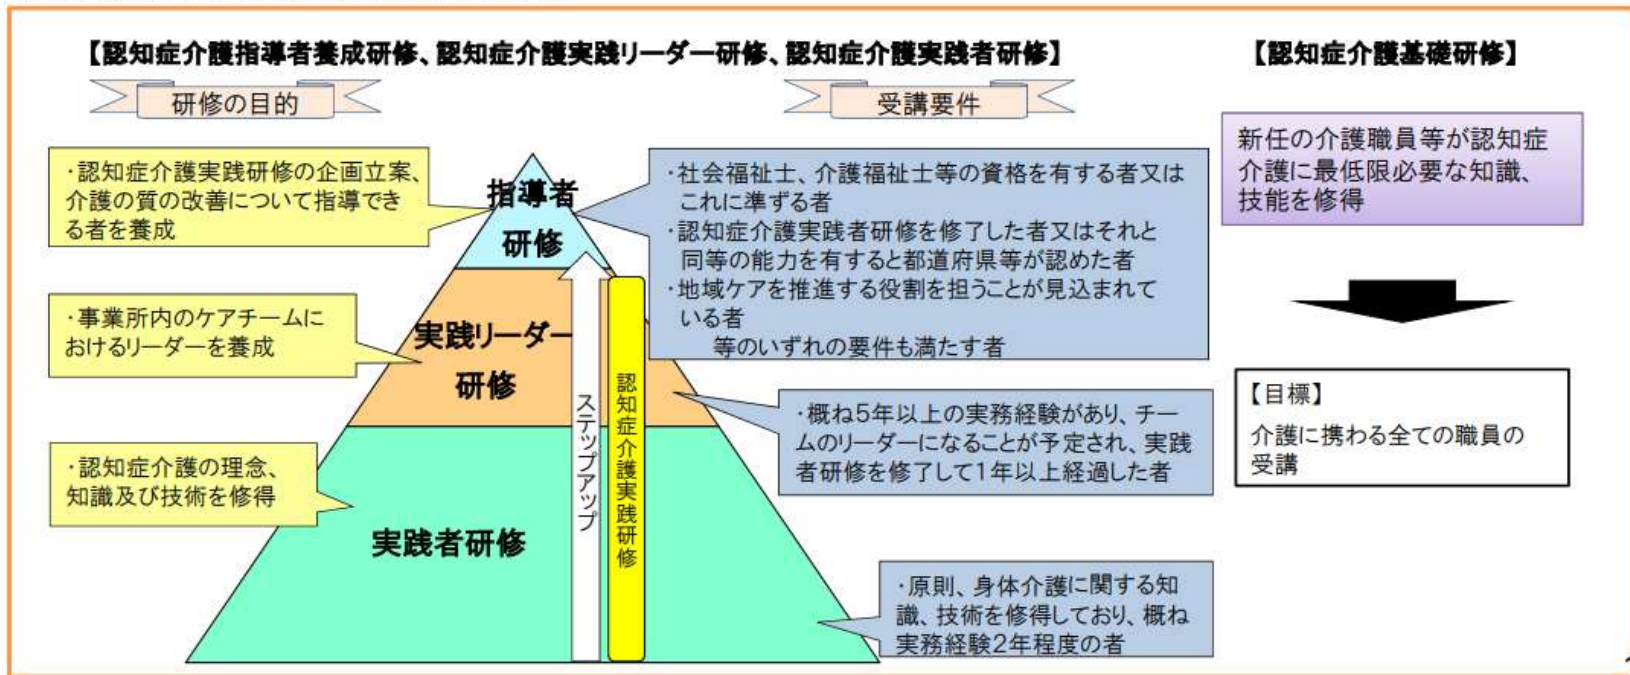 【認知症介護指導者養成研修、認知症介護実践リーダー研修、認知症介護実践者研修】
研修の目的
受講要件
・認知症介護実践研修の企画立案、
介護の質の改善について指導でき
る者を養成
・事業所内のケアチームに
おけるリーダーを養成
・認知症介護の理念、
知識及び技術を修得
指導者
研修
実践リーダー
研修
実践者研修
ステップアップ
認知症介護実践研修
・社会福祉士、介護福祉士等の資格を有する者又は
これに準ずる者
・認知症介護実践者研修を修了した者又はそれと
同等の能力を有すると都道府県等が認めた者
・地域ケアを推進する役割を担うことが見込まれて
いる者
等のいずれの要件も満たす者
・概ね5年以上の実務経験があり、チー
ムのリーダーになることが予定され、実践
者研修を修了して1年以上経過した者
・原則、身体介護に関する知
識、技術を修得しており、概ね
実務経験2年程度の者
【認知症介護基礎研修】
新任の介護職員等が認知症
介護に最低限必要な知識、
技能を修得
【目標】
介護に携わる全ての職員の
受講